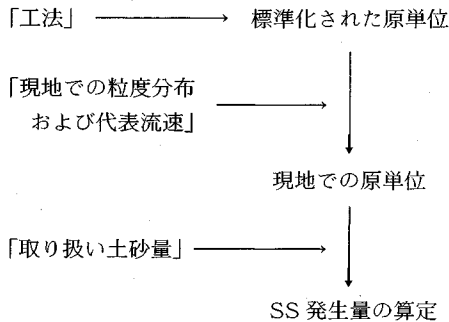 「工法」
標準化された原単位
「現地での粒度分布
および代表流速」
現地での原単位
「取り扱い土砂量」
SS 発生量の算定